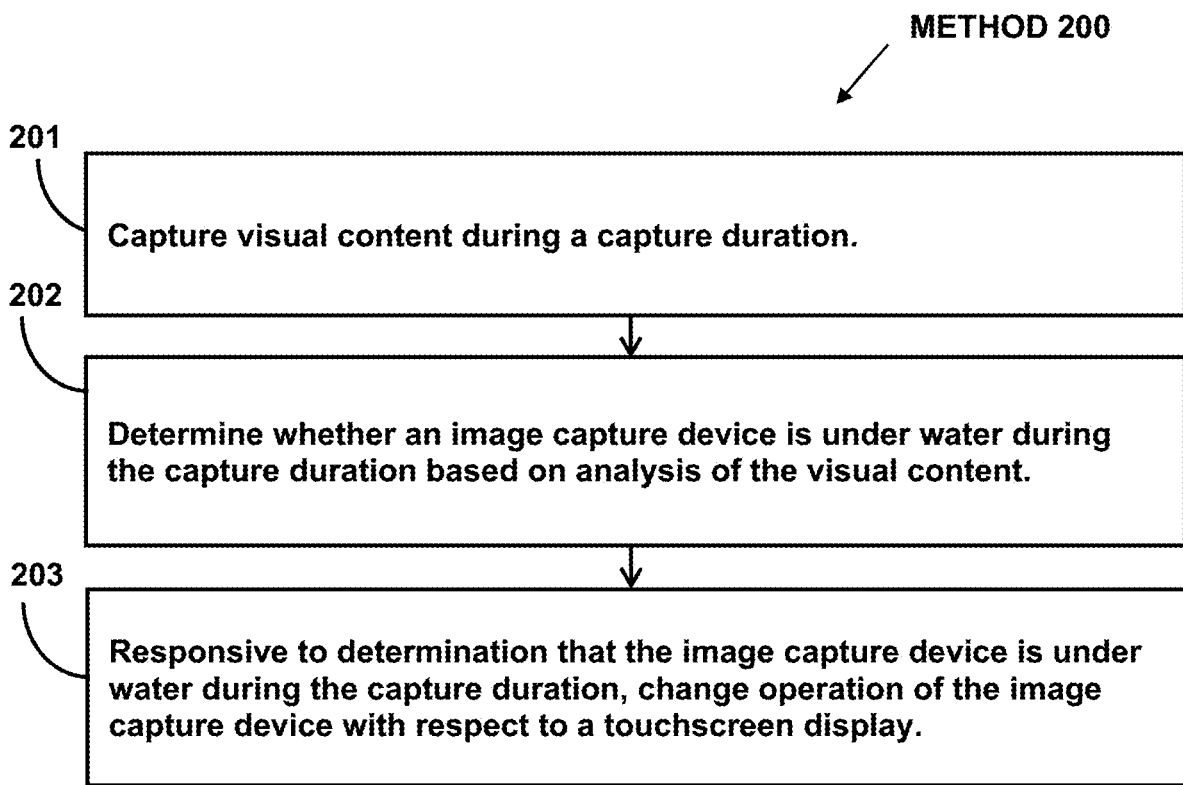 METHOD 200
201
Capture visual content during a capture duration.
202
Determine whether an image capture device is under water during
the capture duration based on analysis of the visual content.
203
Responsive to determination that the image capture device is under
water during the capture duration, change operation of the image
capture device with respect to a touchscreen display.